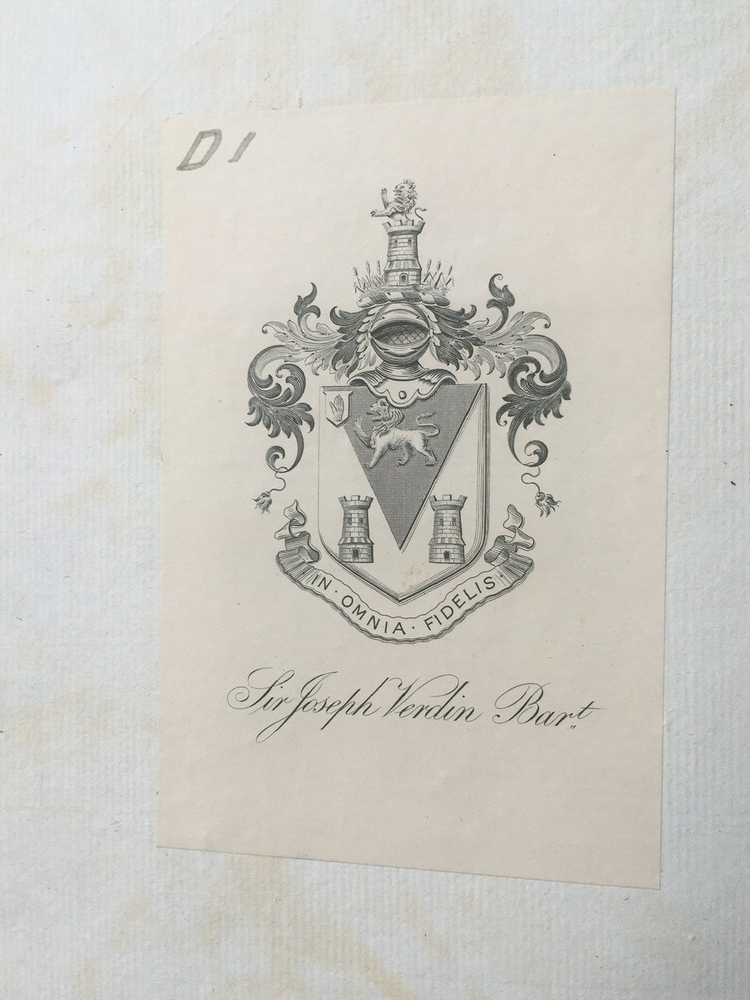 D1
IN · OMNIA · FIDELIS
Sir Joseph Verdin Bart